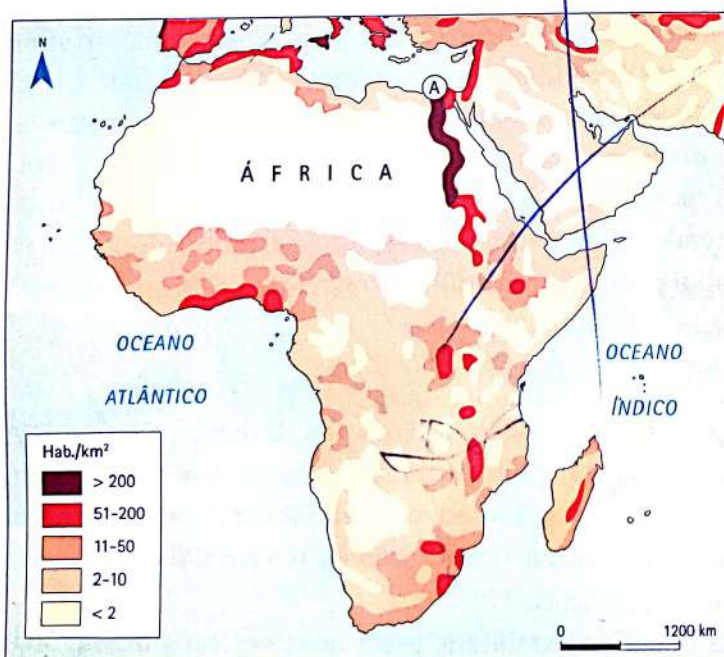 N
A
ÁFRICA
OCEANO
ATLÂNTICO
OCEANO
ÍNDICO
Hab./km²
> 200
51-200
11-50
2-10
< 2
0 1200 km